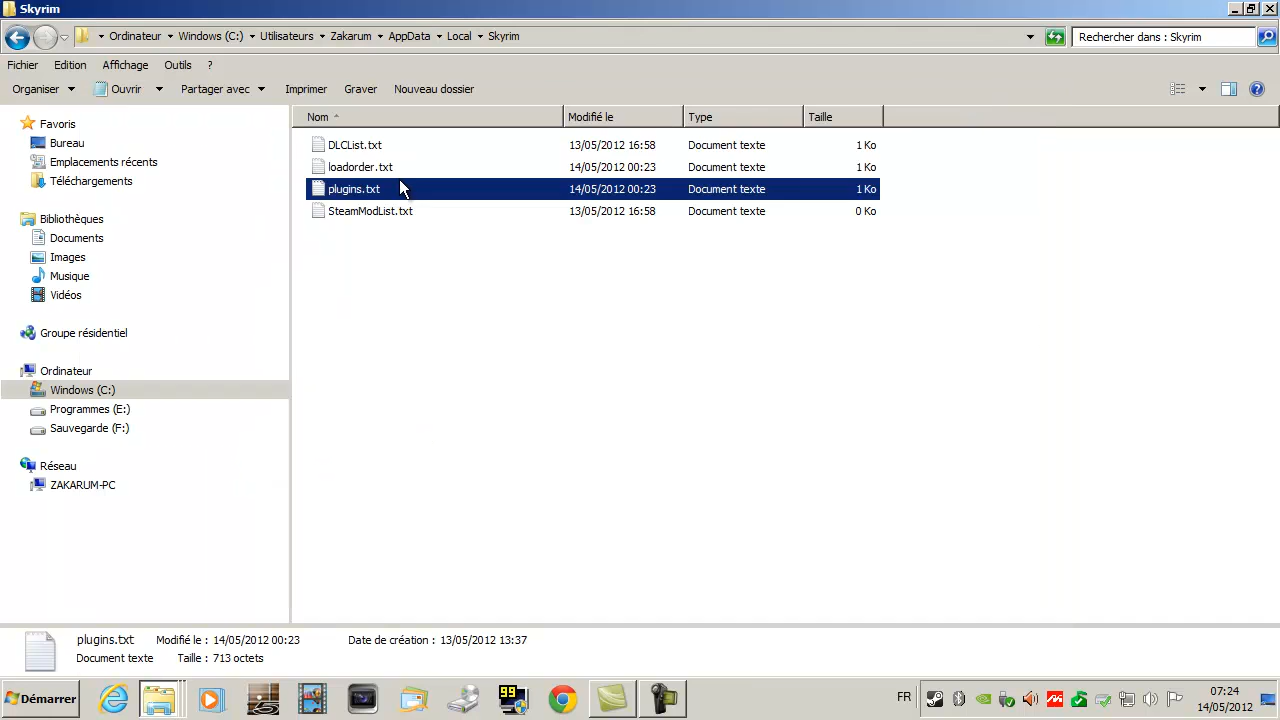 Skyrim
Ordinateur Windows (C:) Utilisateurs Zakarum AppData Local Skyrim
Rechercher dans : Skyrim
Fichier Edition Affichage Outils ?
Organiser Ouvrir Partager avec Imprimer Graver Nouveau dossier
Favoris
Bureau
Emplacements récents
Téléchargements
Bibliothèques
Documents
Images
Musique
Vidéos
Groupe résidentiel
Ordinateur
Windows (C:)
Programmes (E:)
Sauvegarde (F:)
Réseau
ZAKARUM-PC
Nom Modifié le Type Taille
DLCList.txt 13/05/2012 16:58 Document texte 1 Ko
loadorder.txt 14/05/2012 00:23 Document texte 1 Ko
plugins.txt 14/05/2012 00:23 Document texte 1 Ko
SteamModList.txt 13/05/2012 16:58 Document texte 0 Ko
plugins.txt Modifié le : 14/05/2012 00:23 Date de création : 13/05/2012 13:37
Document texte Taille : 713 octets
Démarrer
99
FR
07:24
14/05/2012